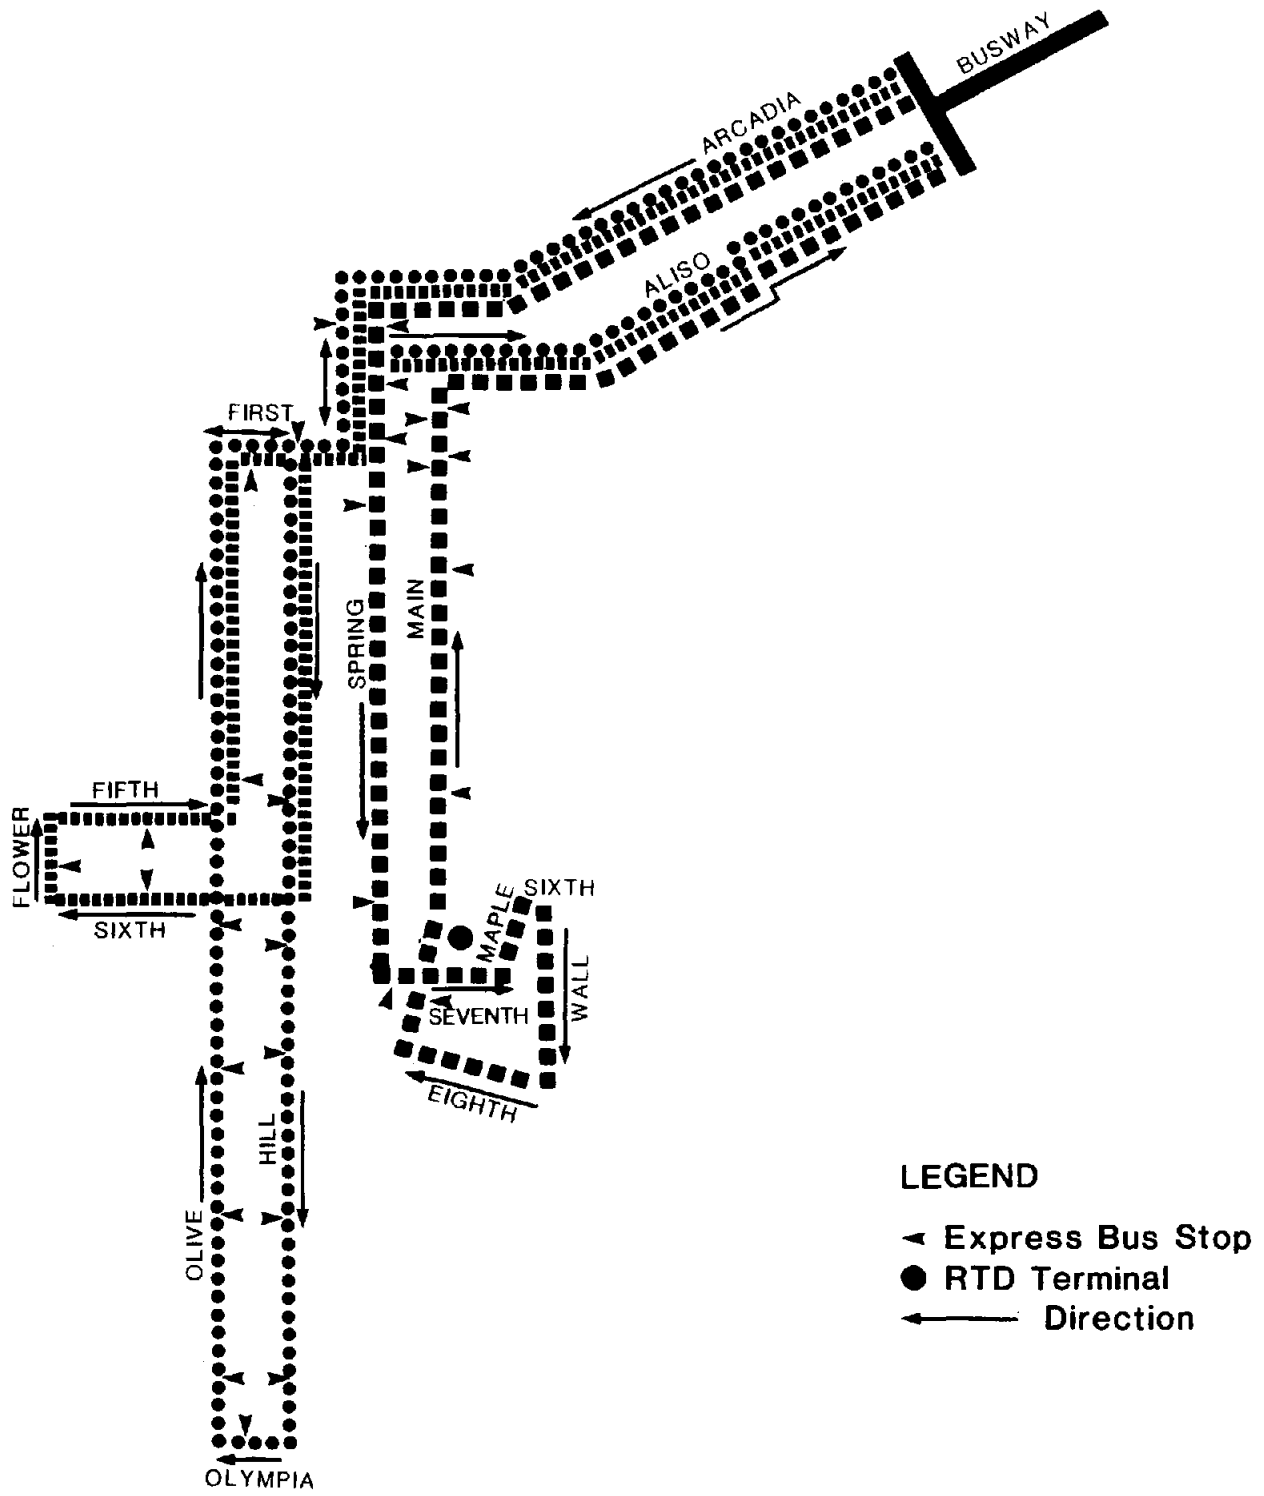 BUSWAY
ARCADIA
ALISO
FIRST
SPRING
MAIN
FIFTH
FLOWER
SIXTH
MAPLE
SIXTH
WALL
SEVENTH
EIGHTH
HILL
OLIVE
OLYMPIA
LEGEND
Express Bus Stop
RTD Terminal
Direction